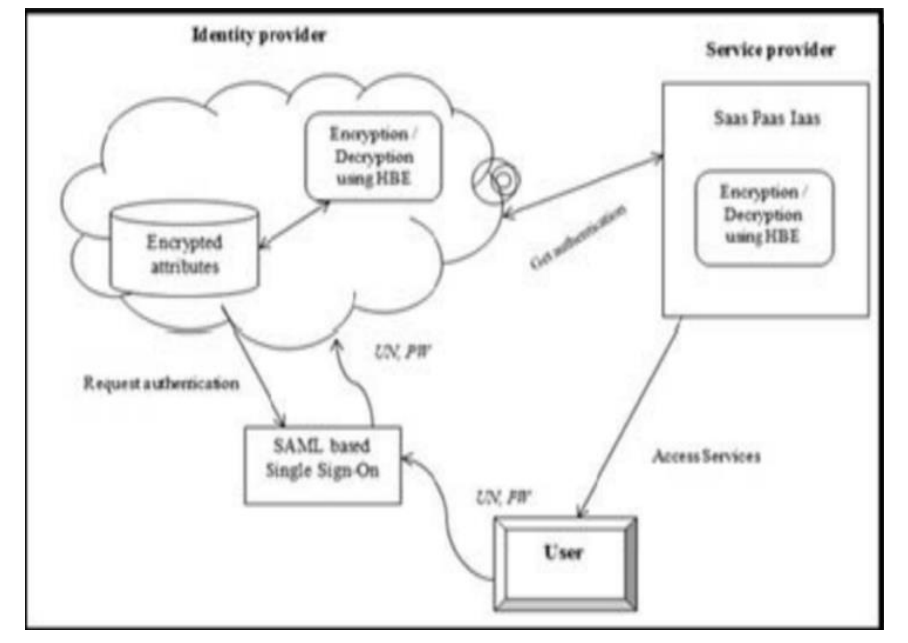 Identity provider
Service provider
Encryption /
Decryption
using HBE
Saas Paas Iaas
Encryption /
Decryption
using HBE
Encrypted
attributes
Get authentication
UN, PW
Request authentication
SAML based
Single Sign-On
Access Services
UN, PW
User